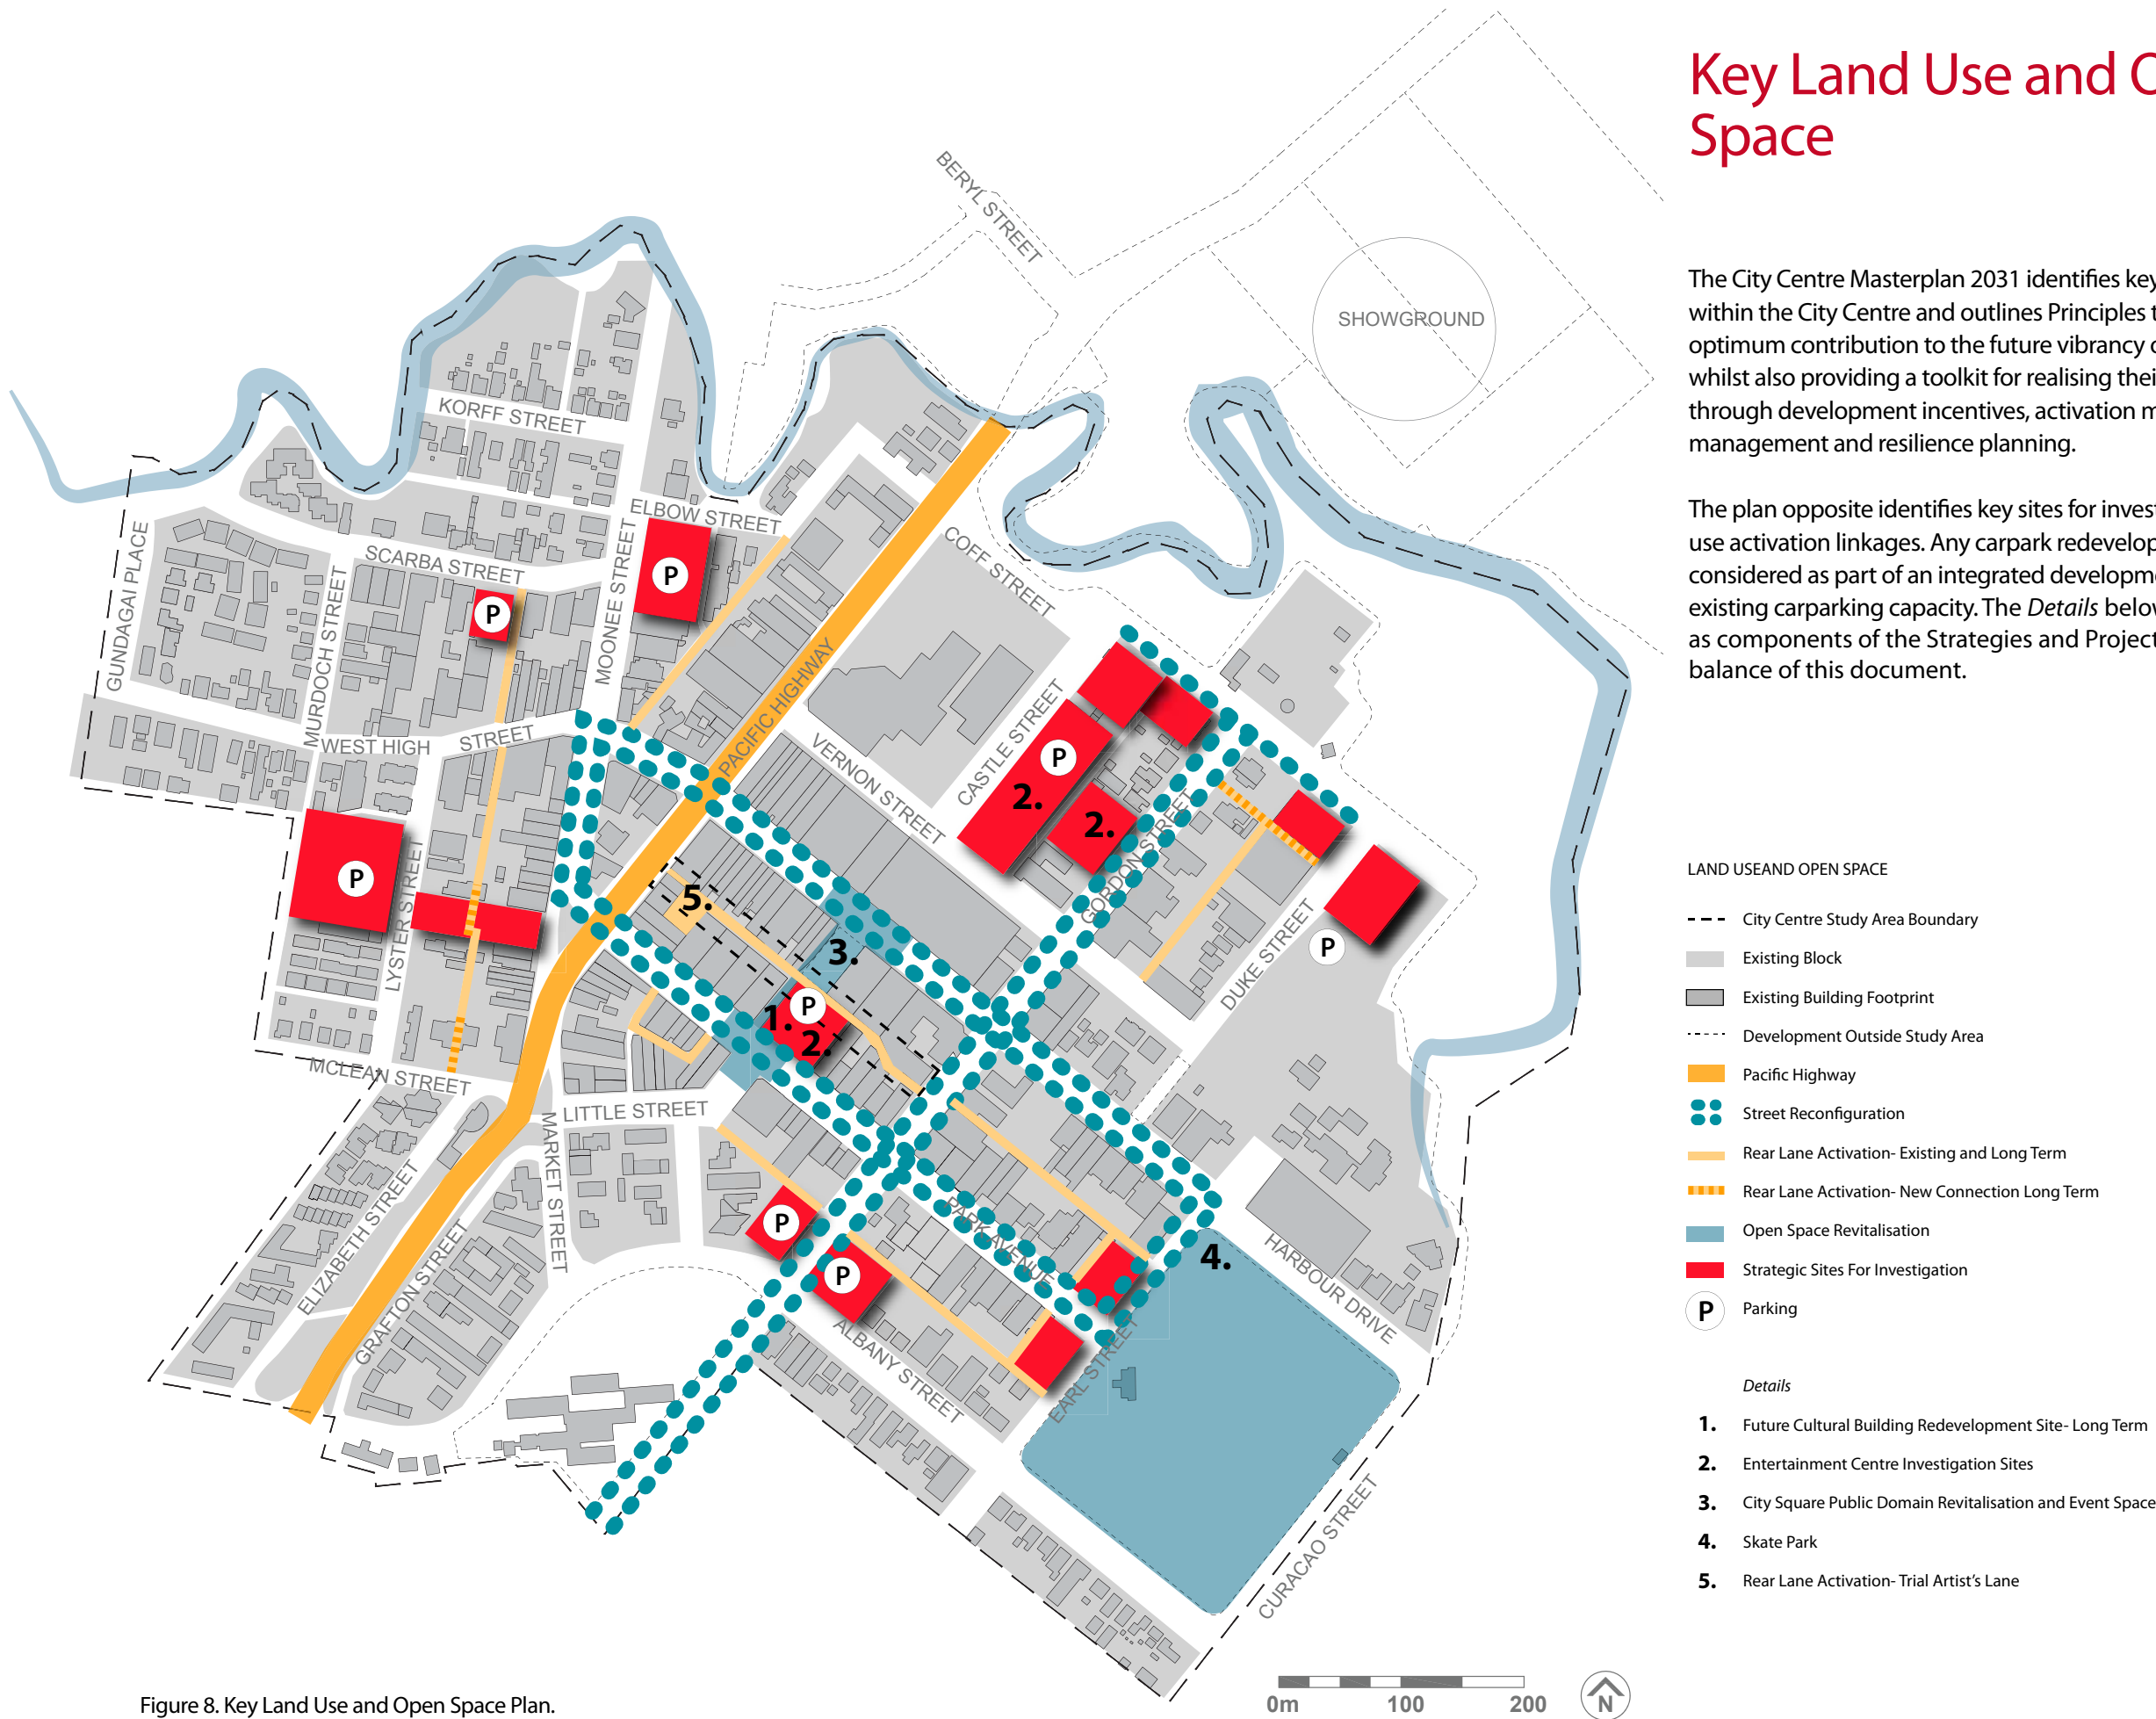 Key Land Use and O
Space
The City Centre Masterplan 2031 identifies key
within the City Centre and outlines Principles t
optimum contribution to the future vibrancy o
whilst also providing a toolkit for realising their
through development incentives, activation m
management and resilience planning.
The plan opposite identifies key sites for invest
use activation linkages. Any carpark redevelop
considered as part of an integrated developme
existing carparking capacity. The Details below
as components of the Strategies and Project
balance of this document.
LAND USEAND OPEN SPACE
City Centre Study Area Boundary
Existing Block
Existing Building Footprint
Development Outside Study Area
Pacific Highway
Street Reconfiguration
Rear Lane Activation- Existing and Long Term
Rear Lane Activation- New Connection Long Term
Open Space Revitalisation
Strategic Sites For Investigation
P Parking
Details
1. Future Cultural Building Redevelopment Site- Long Term
2. Entertainment Centre Investigation Sites
3. City Square Public Domain Revitalisation and Event Space
4. Skate Park
5. Rear Lane Activation- Trial Artist's Lane
BERYL STREET
SHOWGROUND
KORFF STREET
ELBOW STREET
COFF STREET
SCARBA STREET
GUNDAGAI PLACE
MURDOCH STREET
MOONEE STREET
P
P
PACIFIC HIGHWAY
WEST HIGH STREET
VERNON STREET
CASTLE STREET
P
2.
2.
GORDON STREET
P
LYSTER STREET
5.
3.
DUKE STREET
P
P
1.
2.
MCLEAN STREET
LITTLE STREET
MARKET STREET
ELIZABETH STREET
GRAFTON STREET
P
P
PARK AVENUE
4.
HARBOUR DRIVE
ALBANY STREET
EARL STREET
CURACAO STREET
0m 100 200
N
Figure 8. Key Land Use and Open Space Plan.